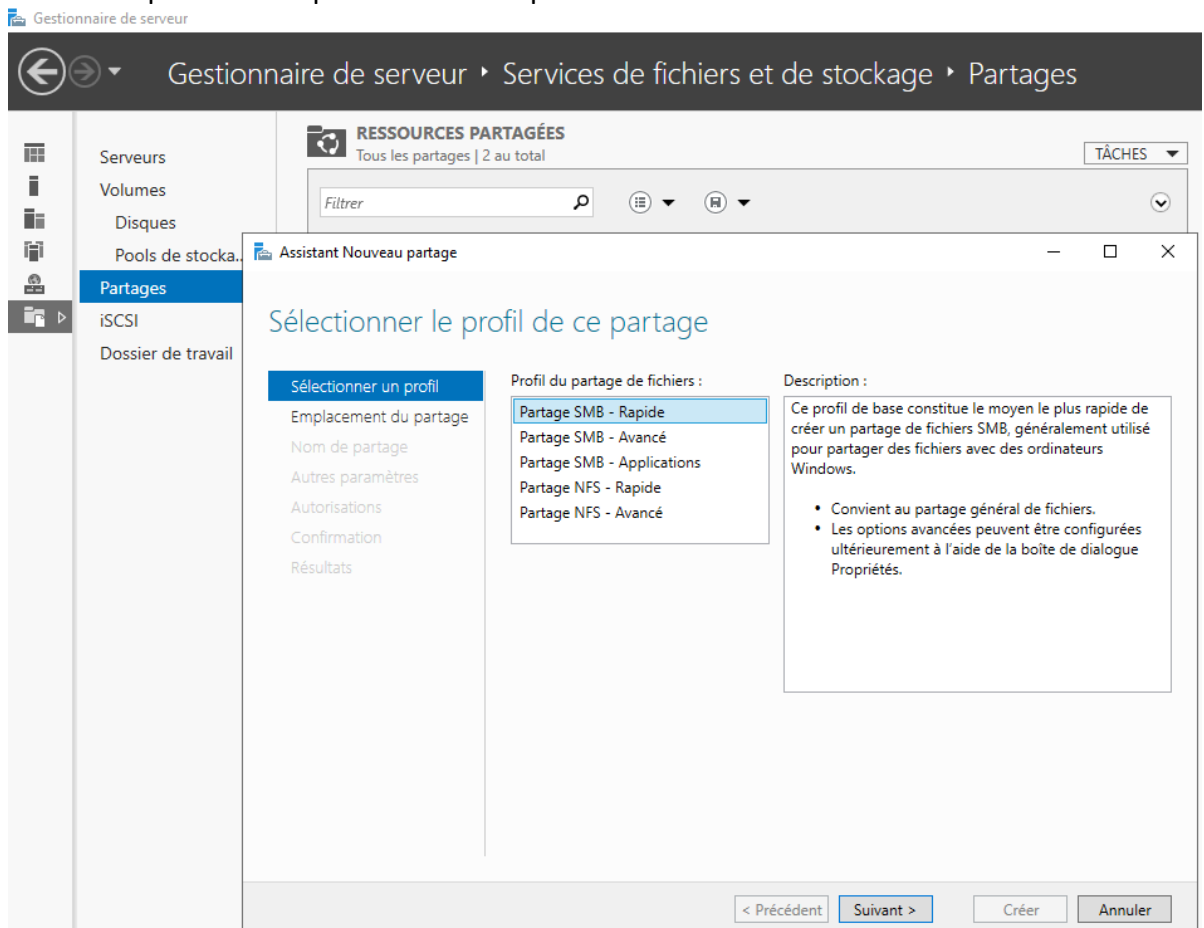 Gestionnaire de serveur
Gestionnaire de serveur ‣ Services de fichiers et de stockage ‣ Partages
Serveurs
Volumes
Disques
Pools de stocka...
Partages
iSCSI
Dossier de travail
RESSOURCES PARTAGÉES
Tous les partages | 2 au total
TÂCHES
Filtrer
Assistant Nouveau partage
Sélectionner le profil de ce partage
Sélectionner un profil
Emplacement du partage
Nom de partage
Autres paramètres
Autorisations
Confirmation
Résultats
Profil du partage de fichiers :
Partage SMB - Rapide
Partage SMB - Avancé
Partage SMB - Applications
Partage NFS - Rapide
Partage NFS - Avancé
Description :
Ce profil de base constitue le moyen le plus rapide de
créer un partage de fichiers SMB, généralement utilisé
pour partager des fichiers avec des ordinateurs
Windows.
• Convient au partage général de fichiers.
• Les options avancées peuvent être configurées
ultérieurement à l'aide de la boîte de dialogue
Propriétés.
< Précédent
Suivant >
Créer
Annuler